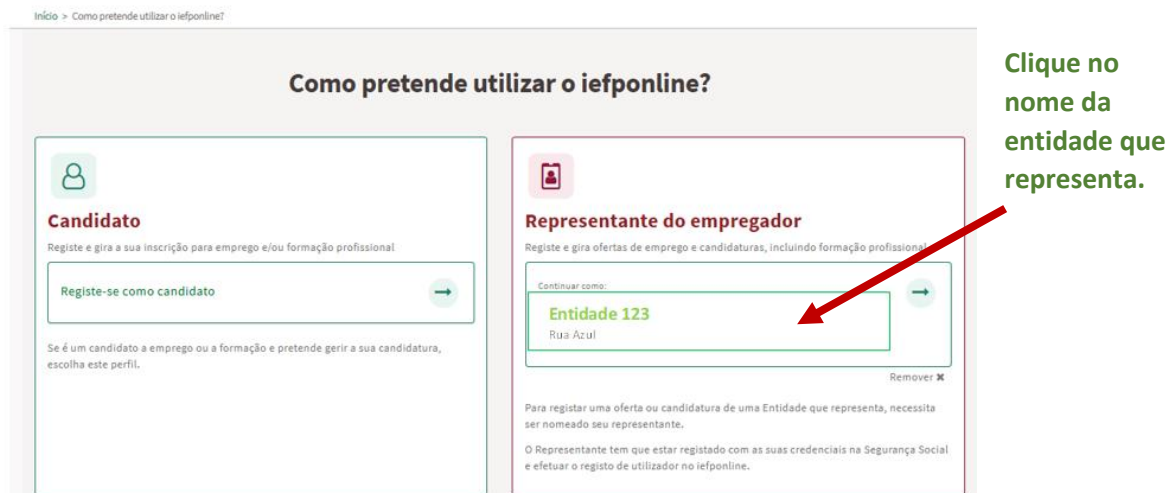 Início > Como pretende utilizar o iefponline?
Como pretende utilizar o iefponline?
Candidato
Registe e gira a sua inscrição para emprego e/ou formação profissional
Registe-se como candidato
Se é um candidato a emprego ou a formação e pretende gerir a sua candidatura,
escolha este perfil.
Representante do empregador
Registe e gira ofertas de emprego e candidaturas, incluindo formação profissional
Continuar como:
Entidade 123
Rua Azul
Remover ✖
Para registar uma oferta ou candidatura de uma Entidade que representa, necessita
ser nomeado seu representante.
O Representante tem que estar registado com as suas credenciais na Segurança Social
e efetuar o registo de utilizador no iefponline.
Clique no
nome da
entidade que
representa.